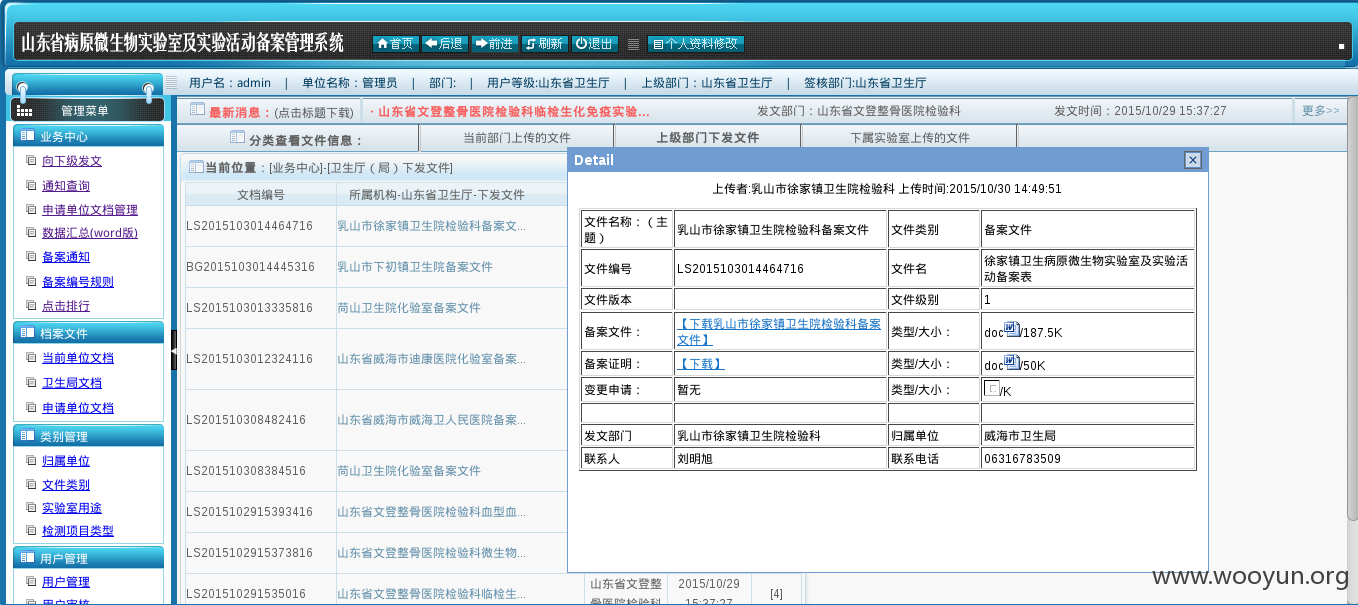 山东省病原微生物实验室及实验活动备案管理系统
首页 后退 前进 刷新 退出 个人资料修改
用户名：admin | 单位名称：管理员 | 部门: | 用户等级:山东省卫生厅 | 上级部门：山东省卫生厅 | 签核部门:山东省卫生厅
管理菜单
业务中心
向下级发文
通知查询
申请单位文档管理
数据汇总(word版)
备案通知
备案编号规则
点击排行
档案文件
当前单位文档
卫生局文档
申请单位文档
类别管理
归属单位
文件类别
实验室用途
检测项目类型
用户管理
用户管理
最新消息：(点击标题下载) · 山东省文登整骨医院检验科临检生化免疫实验... 发文部门：山东省文登整骨医院检验科 发文时间：2015/10/29 15:37:27 更多>>
分类查看文件信息： 当前部门上传的文件 上级部门下发文件 下属实验室上传的文件
当前位置：[业务中心]-[卫生厅（局）下发文件]
文档编号 所属机构-山东省卫生厅-下发文件
LS2015103014464716 乳山市徐家镇卫生院检验科备案文...
BG2015103014445316 乳山市下初镇卫生院备案文件
LS2015103013335816 苘山卫生院化验室备案文件
LS2015103012324116 山东省威海市迪康医院化验室备案...
LS201510308482416 山东省威海市威海卫人民医院备案...
LS201510308384516 苘山卫生院化验室备案文件
LS2015102915393416 山东省文登整骨医院检验科血型血...
LS2015102915373816 山东省文登整骨医院检验科微生物...
LS2015102915350​16 山东省文登整骨医院检验科临检生...
山东省文登整
骨医院检验科
2015/10/29
15:37:27
[4]
Detail
上传者:乳山市徐家镇卫生院检验科 上传时间:2015/10/30 14:49:51
文件名称：（主
题） 乳山市徐家镇卫生院检验科备案文件 文件类别 备案文件
文件编号 LS2015103014464716 文件名 徐家镇卫生病原微生物实验室及实验活
动备案表
文件版本 文件级别 1
备案文件： 【下载乳山市徐家镇卫生院检验科备案
文件】 类型/大小： doc/187.5K
备案证明： 【下载】 类型/大小： doc/50K
变更申请： 暂无 类型/大小： /K
发文部门 乳山市徐家镇卫生院检验科 归属单位 威海市卫生局
联系人 刘明旭 联系电话 06316783509
www.wooyun.org